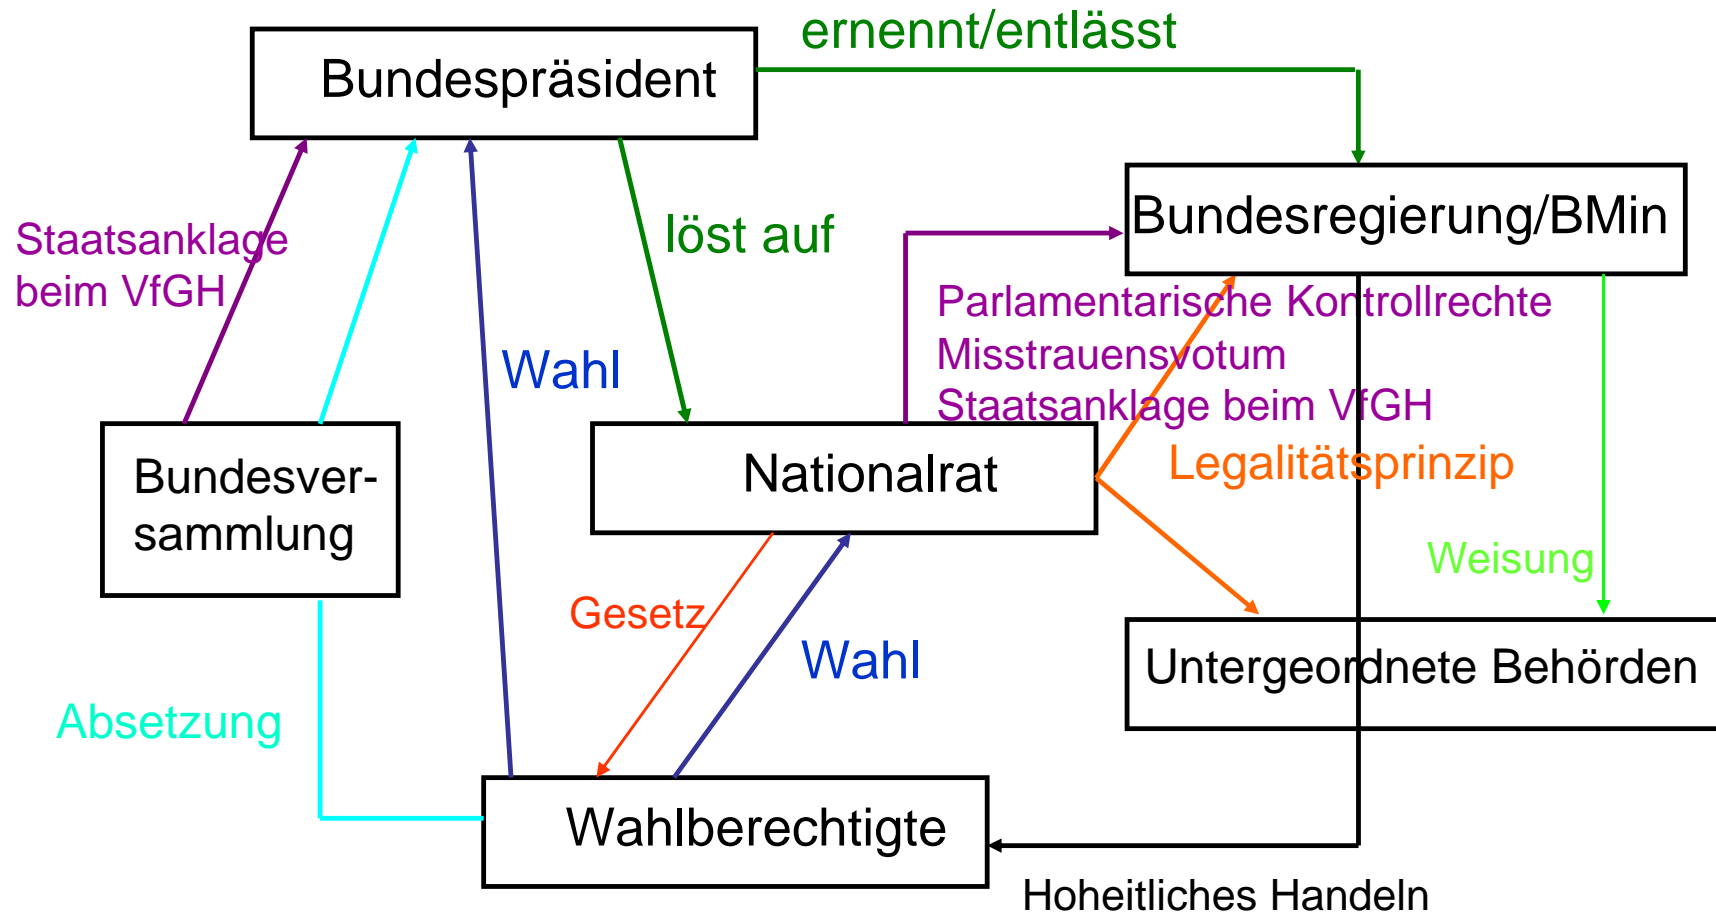 ernennt/entlässt
Bundespräsident
Bundesregierung/BMin
löst auf
Staatsanklage
beim VfGH
Parlamentarische Kontrollrechte
Misstrauensvotum
Staatsanklage beim VfGH
Wahl
Legalitätsprinzip
Bundesver-
sammlung
Nationalrat
Weisung
Gesetz
Wahl
Untergeordnete Behörden
Absetzung
Wahlberechtigte
Hoheitliches Handeln